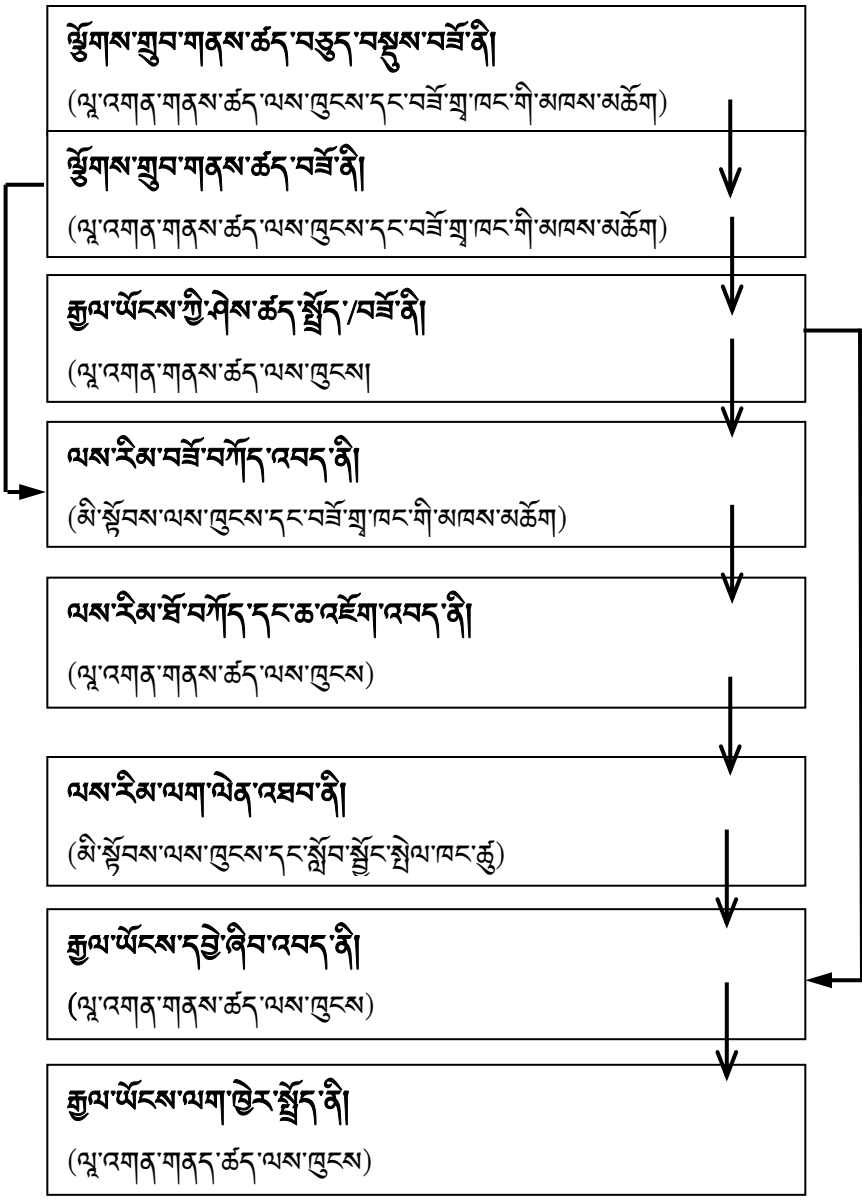 ལྕོགས་གྲུབ་གནས་ཚད་བཅུད་བསྡུས་བཟོ་ནི།
(ལཱ་འགན་གནས་ཚད་ལས་ཁུངས་དང་བཟོ་གྲྭ་ཁང་གི་མཁས་མཆོག)
ལྕོགས་གྲུབ་གནས་ཚད་བཟོ་ནི།
(ལཱ་འགན་གནས་ཚད་ལས་ཁུངས་དང་བཟོ་གྲྭ་ཁང་གི་མཁས་མཆོག)
རྒྱལ་ཡོངས་ཀྱི་ཤེས་ཚད་སྤྲོད་/བཟོ་ནི།
(ལཱ་འགན་གནས་ཚད་ལས་ཁུངས།
ལས་རིམ་བཟོ་བཀོད་འབད་ནི།
(མི་སྟོབས་ལས་ཁུངས་དང་བཟོ་གྲྭ་ཁང་གི་མཁས་མཆོག)
ལས་རིམ་ཐོ་བཀོད་དང་ཆ་འཇོག་འབད་ནི།
(ལཱ་འགན་གནས་ཚད་ལས་ཁུངས)
ལས་རིམ་ལག་ལེན་འཐབ་ནི།
(མི་སྟོབས་ལས་ཁུངས་དང་སློབ་སྦྱོང་སྤེལ་ཁང་ཚུ)
རྒྱལ་ཡོངས་དབྱེ་ཞིབ་འབད་ནི།
(ལཱ་འགན་གནས་ཚད་ལས་ཁུངས)
རྒྱལ་ཡོངས་ལག་ཁྱེར་སྤྲོད་ནི།
(ལཱ་འགན་གནད་ཚད་ལས་ཁུངས)